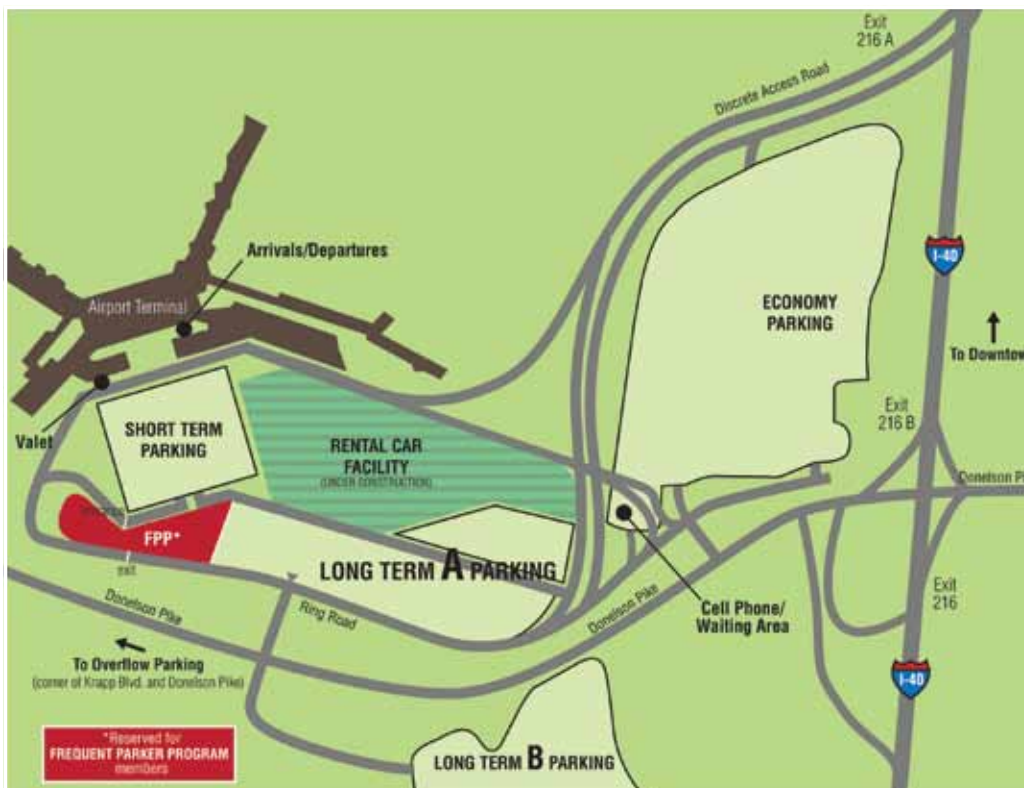 Exit
216 A
Discrete Access Road
I-40
Arrivals/Departures
Airport Terminal
ECONOMY
PARKING
To Downtow
Exit
216 B
Valet
SHORT TERM
PARKING
RENTAL CAR
FACILITY
(UNDER CONSTRUCTION)
Donelson Pi
entrance
FPP*
exit
LONG TERM A PARKING
Cell Phone/
Waiting Area
Exit
216
Donelson Pike
Ring Road
Donelson Pike
I-40
To Overflow Parking
(corner of Knapp Blvd. and Donelson Pike)
*Reserved for
FREQUENT PARKER PROGRAM
members
LONG TERM B PARKING